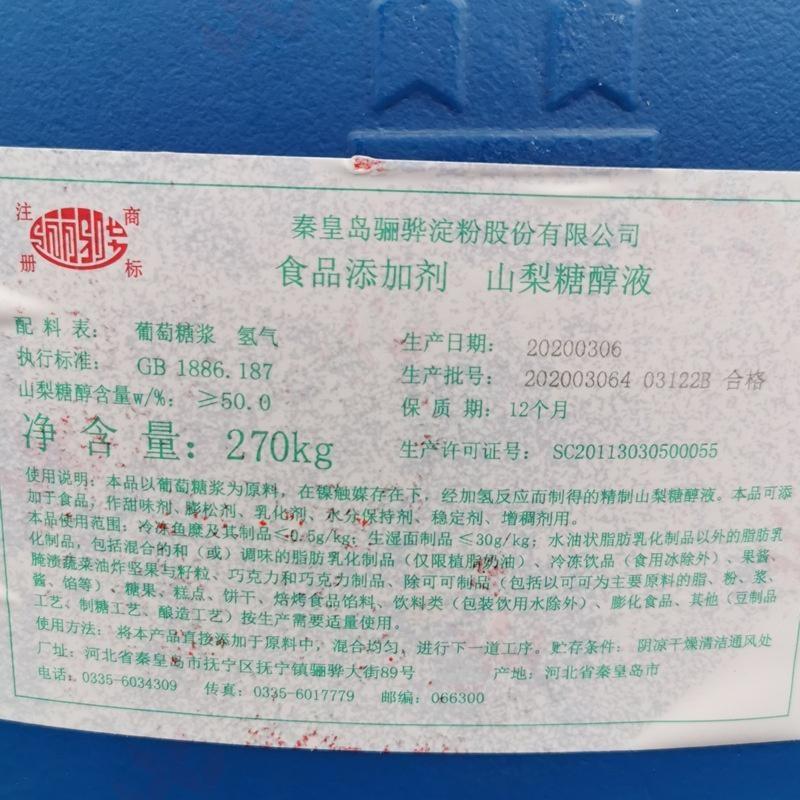 注册 骊骅 商标
秦皇岛骊骅淀粉股份有限公司
食品添加剂 山梨糖醇液
配料表: 葡萄糖浆 氢气
执行标准: GB 1886.187
山梨糖醇含量w/%: ≥50.0
净含量: 270kg
生产日期: 20200306
生产批号: 202003064 03122B 合格
保质期: 12个月
生产许可证号: SC20113030500055
使用说明: 本品以葡萄糖浆为原料, 在镍触媒存在下, 经加氢反应而制得的精制山梨糖醇液。本品可添
加于食品, 作甜味剂、膨松剂、乳化剂、水分保持剂、稳定剂、增稠剂用。
本品使用范围: 冷冻鱼糜及其制品≤0.5g/kg; 生湿面制品≤30g/kg; 水油状脂肪乳化制品以外的脂肪乳
化制品, 包括混合的和（或）调味的脂肪乳化制品（仅限植脂奶油）、冷冻饮品（食用冰除外）、果酱、
腌渍蔬菜油炸坚果与籽粒、巧克力和巧克力制品、除可可制品（包括以可可为主要原料的脂、粉、浆、
酱、馅等）、糖果、糕点、饼干、焙烤食品馅料、饮料类（包装饮用水除外）、膨化食品、其他（豆制品
工艺、制糖工艺、酿造工艺）按生产需要适量使用。
使用方法: 将本产品直接添加于原料中, 混合均匀、进行下一道工序。贮存条件: 阴凉干燥清洁通风处
厂址: 河北省秦皇岛市抚宁区抚宁镇骊骅大街89号 产地: 河北省秦皇岛市
电话: 0335-6034309 传真: 0335-6017779 邮编: 066300